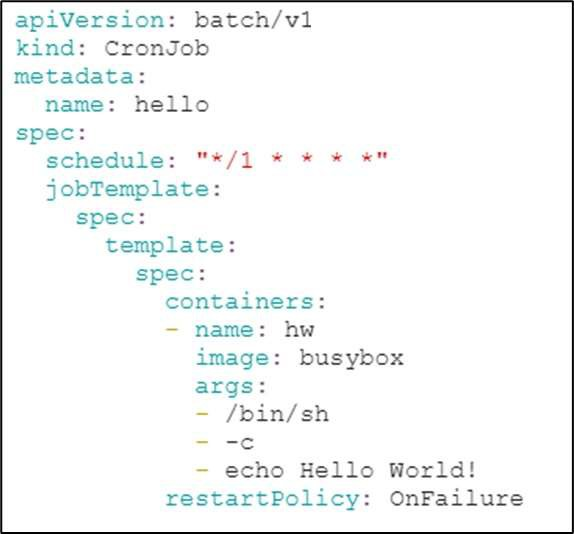 apiVersion: batch/v1
kind: CronJob
metadata:
  name: hello
spec:
  schedule: "*/1 * * * *"
  jobTemplate:
    spec:
      template:
        spec:
          containers:
          - name: hw
            image: busybox
            args:
            - /bin/sh
            - -c
            - echo Hello World!
          restartPolicy: OnFailure